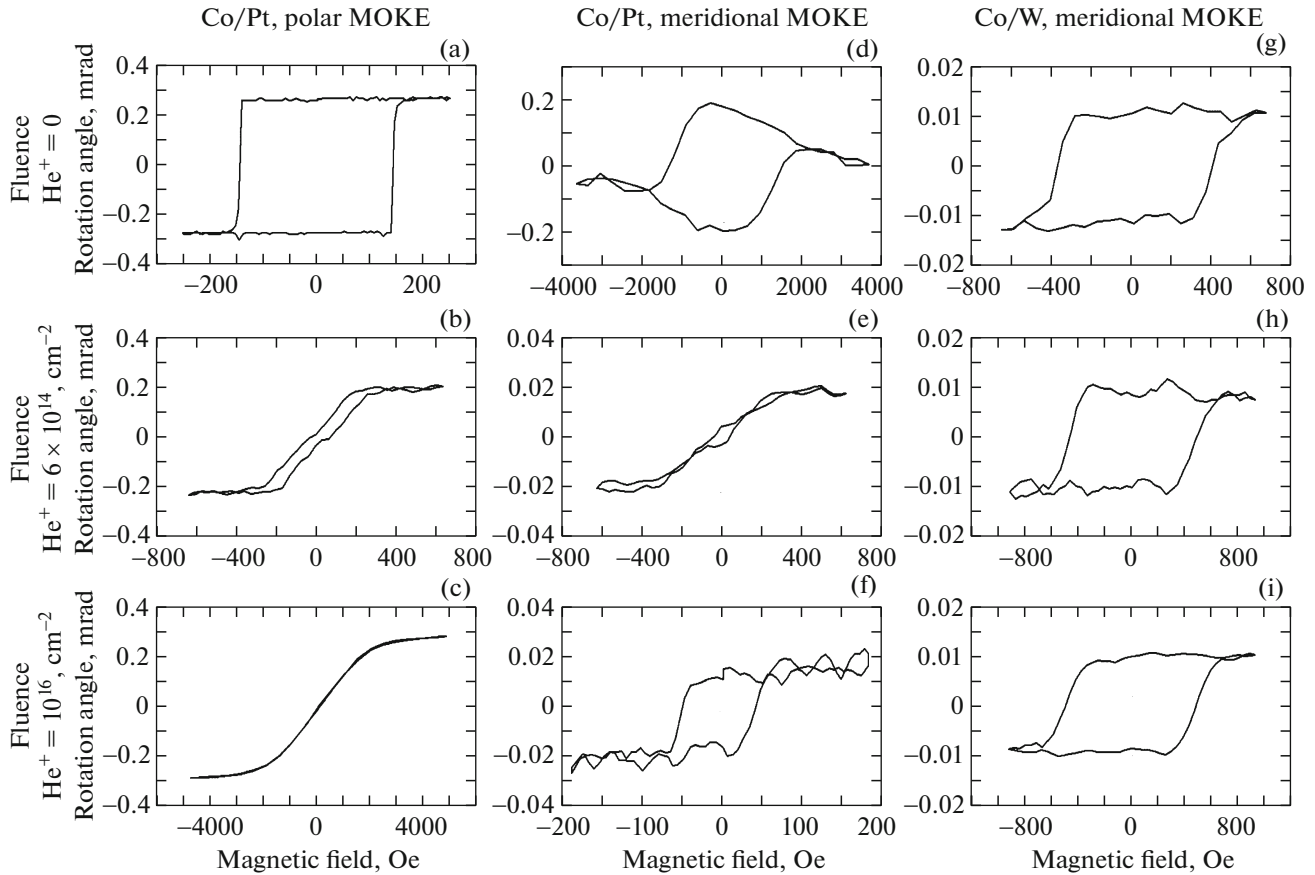 Co/Pt, polar MOKE
Co/Pt, meridional MOKE
Co/W, meridional MOKE
(a)
(d)
(g)
Fluence
He⁺ = 0
Rotation angle, mrad
0.4
0.2
0
−0.2
−0.4
−200 0 200
0.2
0
−0.2
−4000 −2000 0 2000 4000
0.02
0.01
0
−0.01
−0.02
−800 −400 0 400 800
(b)
(e)
(h)
Fluence
He⁺ = 6 × 10¹⁴, cm⁻²
Rotation angle, mrad
0.4
0.2
0
−0.2
−0.4
−800 −400 0 400 800
0.04
0.02
0
−0.02
−0.04
−800 −400 0 400 800
0.02
0.01
0
−0.01
−0.02
−800 0 800
(c)
(f)
(i)
Fluence
He⁺ = 10¹⁶, cm⁻²
Rotation angle, mrad
0.4
0.2
0
−0.2
−0.4
−4000 0 4000
Magnetic field, Oe
0.04
0.02
0
−0.02
−0.04
−200 −100 0 100 200
Magnetic field, Oe
0.02
0.01
0
−0.01
−0.02
−800 0 800
Magnetic field, Oe